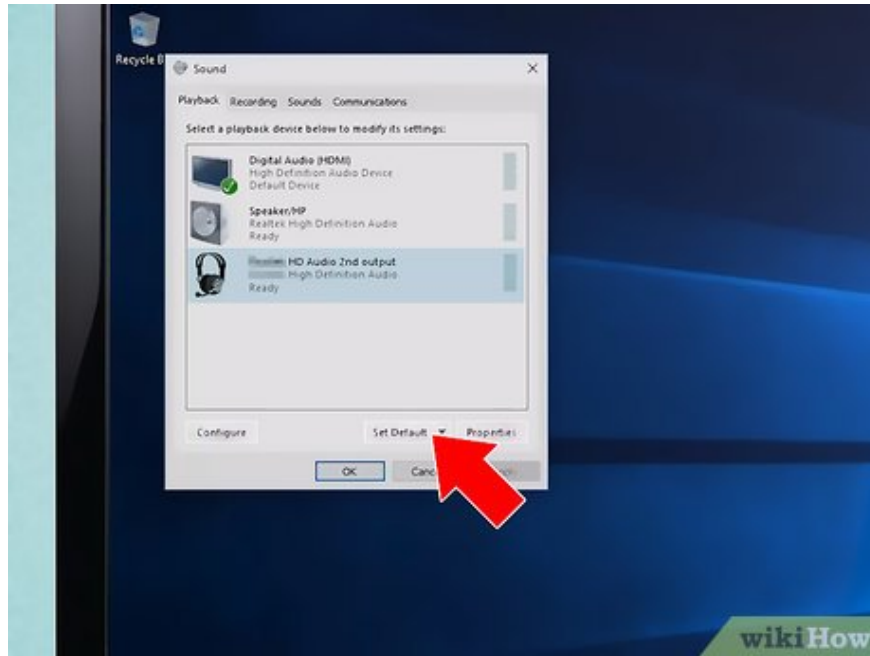 Recycle B
Sound
Playback Recording Sounds Communications
Select a playback device below to modify its settings:
Digital Audio (HDMI)
High Definition Audio Device
Default Device
Speaker/HP
Realtek High Definition Audio
Ready
HD Audio 2nd output
High Definition Audio
Ready
Configure Set Default Properties
OK Canc
wikiHow